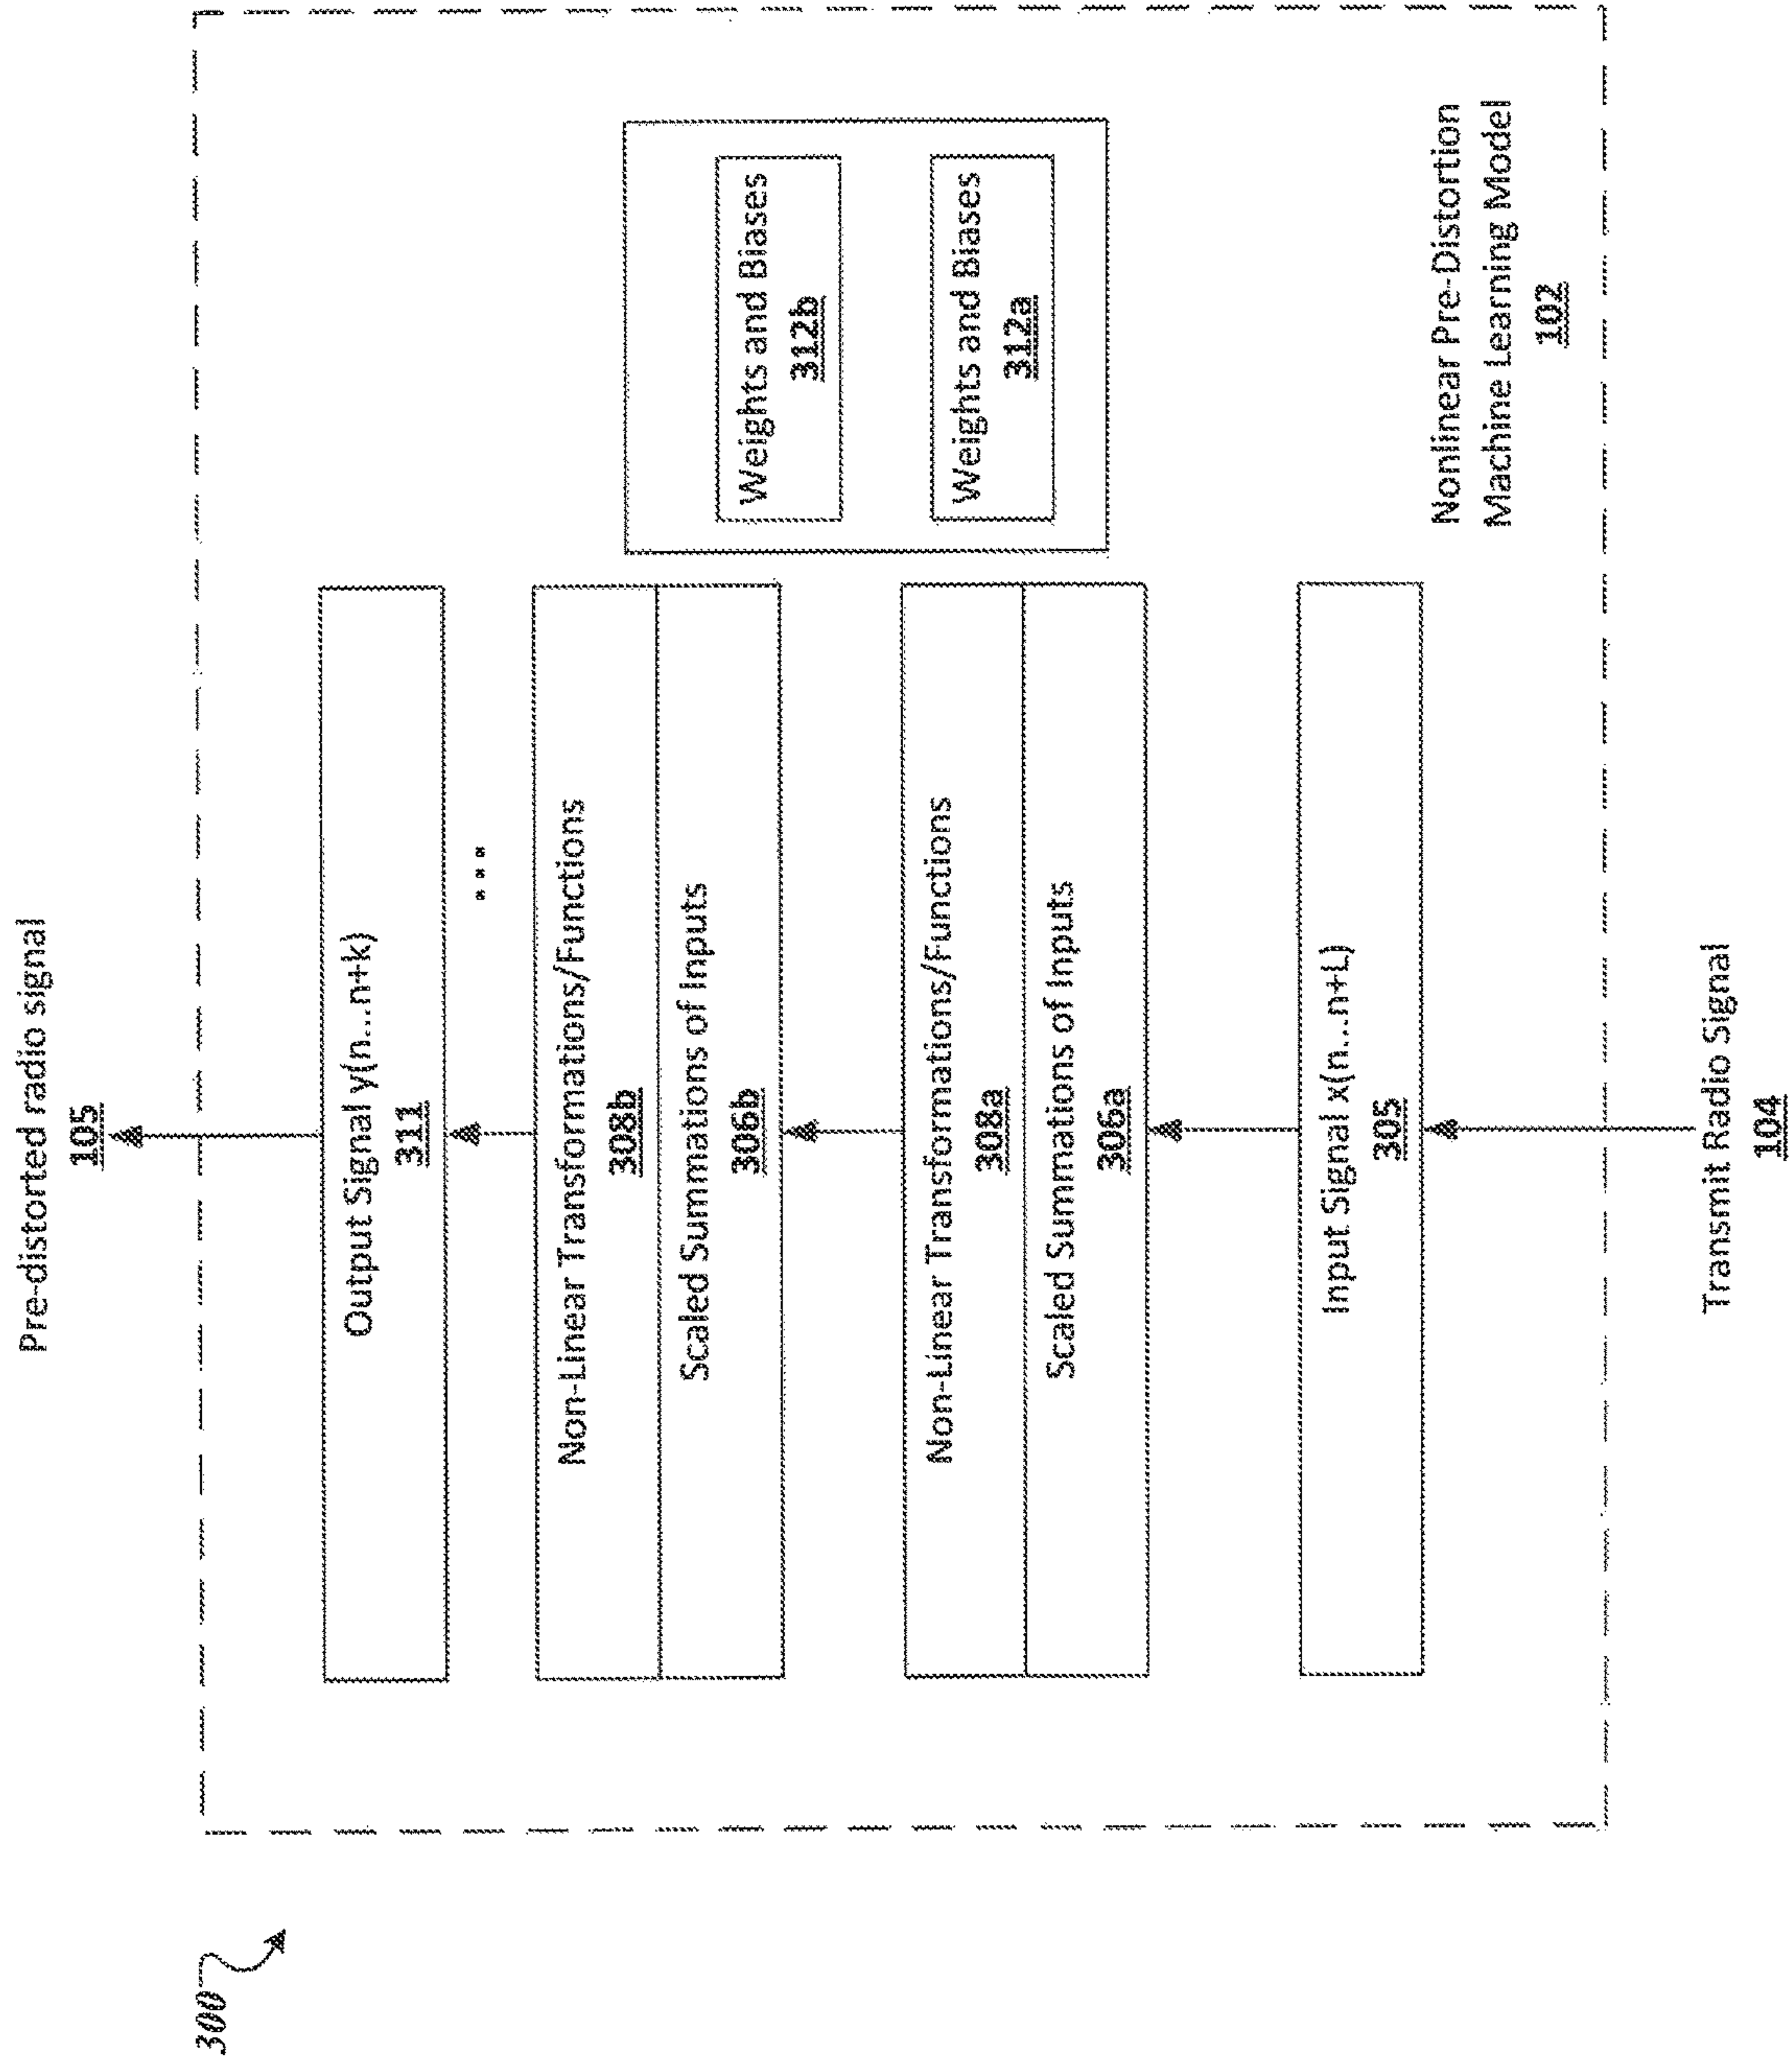 300
Pre-distorted radio signal
105
Output Signal y(n...n+k)
311
...
Non-Linear Transformations/Functions
308b
Scaled Summations of Inputs
306b
Non-Linear Transformations/Functions
308a
Scaled Summations of Inputs
306a
Input Signal x(n...n+L)
305
Weights and Biases
312b
Weights and Biases
312a
Nonlinear Pre-Distortion
Machine Learning Model
102
Transmit Radio Signal
104